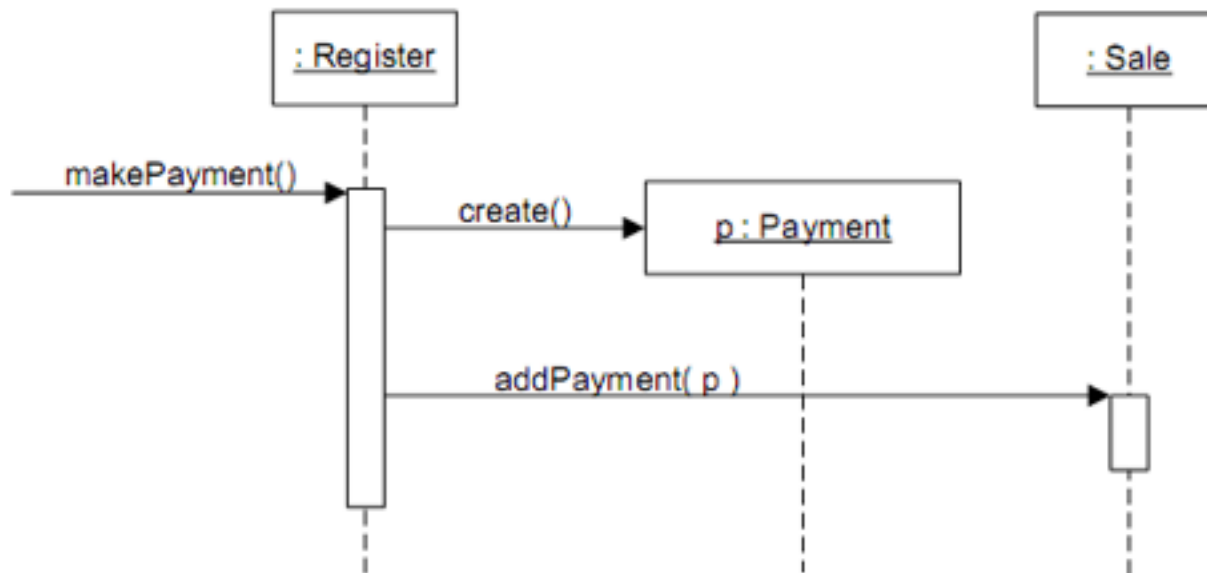 : Register
: Sale
makePayment()
create()
p : Payment
addPayment( p )